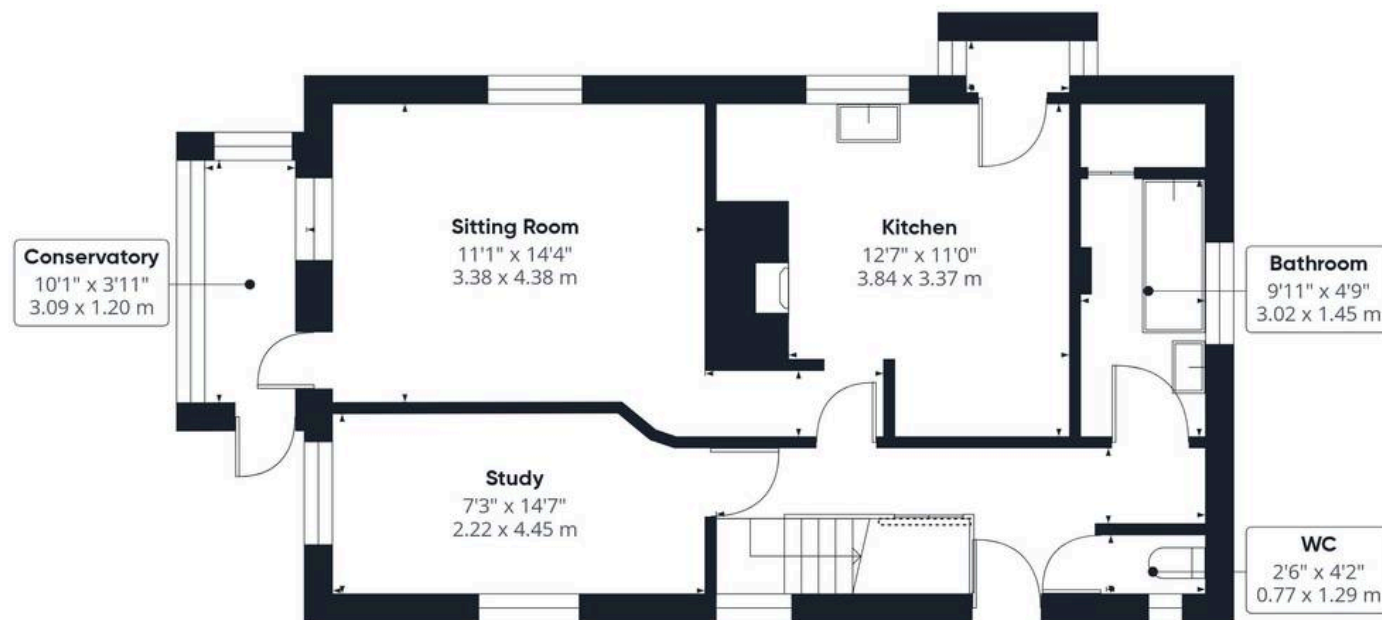 Sitting Room
11'1" x 14'4"
3.38 x 4.38 m
Kitchen
12'7" x 11'0"
3.84 x 3.37 m
Conservatory
10'1" x 3'11"
3.09 x 1.20 m
Bathroom
9'11" x 4'9"
3.02 x 1.45 m
Study
7'3" x 14'7"
2.22 x 4.45 m
WC
2'6" x 4'2"
0.77 x 1.29 m